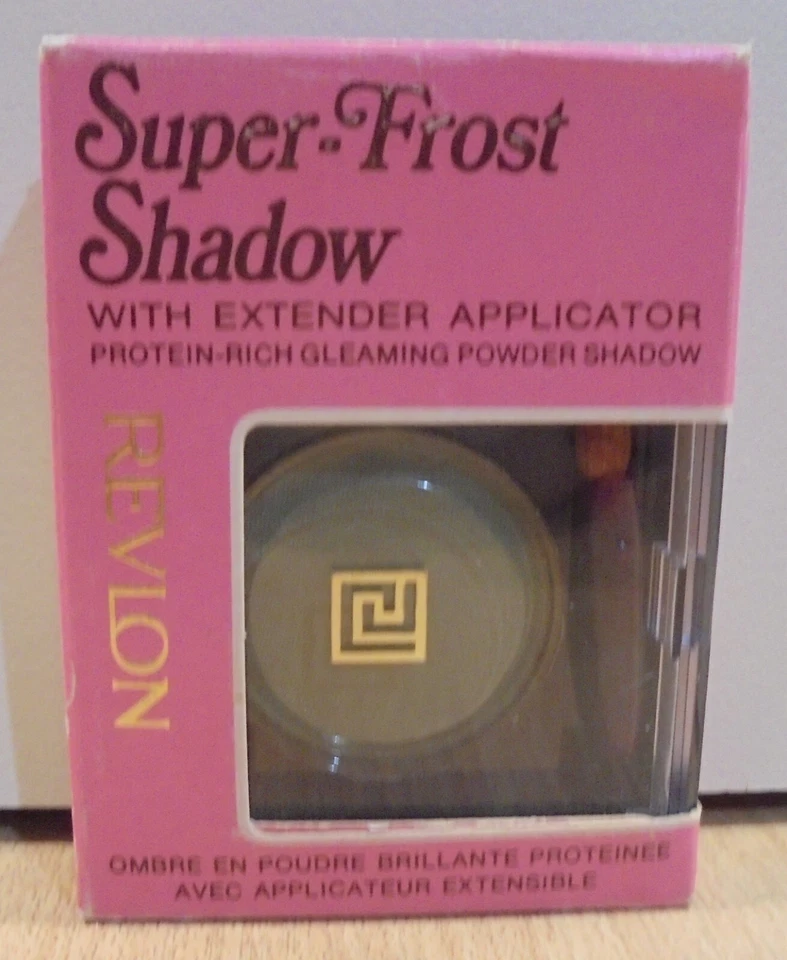 Super-Frost
Shadow
WITH EXTENDER APPLICATOR
PROTEIN-RICH GLEAMING POWDER SHADOW
REVLON
OMBRE EN POUDRE BRILLANTE PROTEINEE
AVEC APPLICATEUR EXTENSIBLE